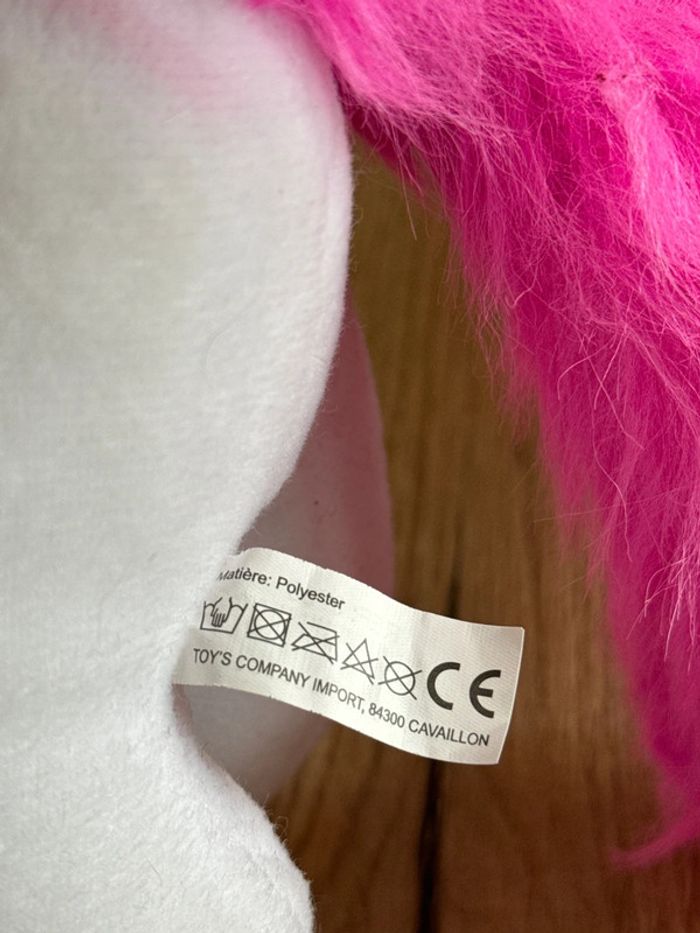 Matière: Polyester
CE
TOY'S COMPANY IMPORT, 84300 CAVAILLON